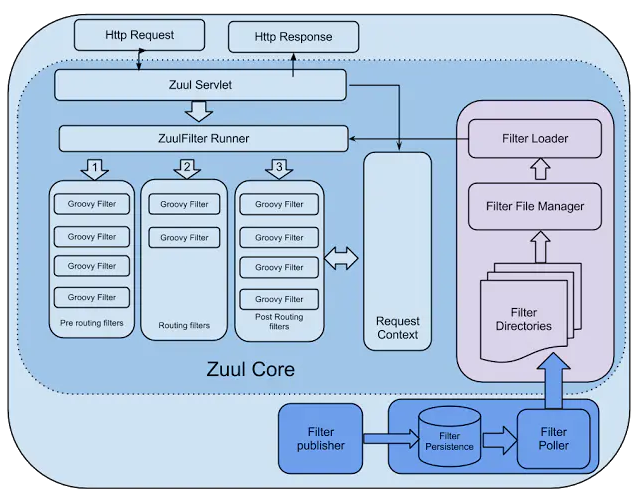 Http Request
Http Response
Zuul Servlet
ZuulFilter Runner
Filter Loader
1
2
3
Filter File Manager
Groovy Filter
Groovy Filter
Groovy Filter
Groovy Filter
Pre routing filters
Groovy Filter
Groovy Filter
Routing filters
Groovy Filter
Groovy Filter
Groovy Filter
Groovy Filter
Post Routing
filters
Request
Context
Filter
Directories
Zuul Core
Filter
publisher
Filter
Persistence
Filter
Poller